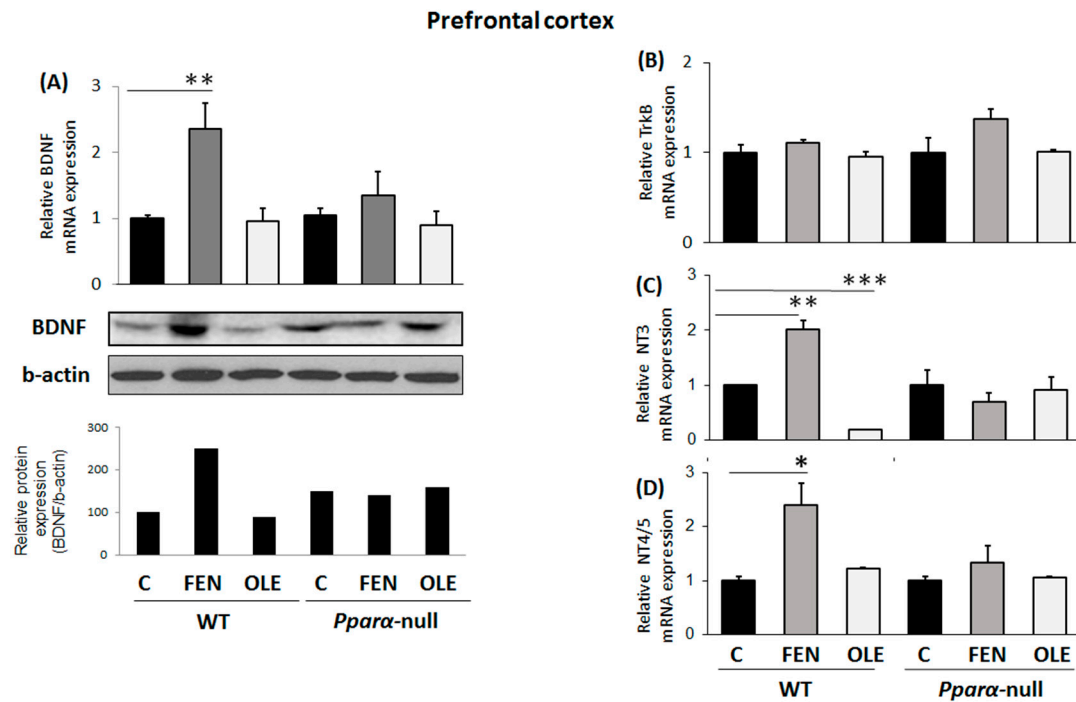 Prefrontal cortex
(A)
**
Relative BDNF
mRNA expression
3
2
1
0
BDNF
b-actin
Relative protein
expression
(BDNF/b-actin)
300
200
100
0
C FEN OLE C FEN OLE
WT Pparα-null
(B)
Relative TrkB
mRNA expression
2
1
0
(C)
***
**
Relative NT3
mRNA expression
3
2
1
0
(D)
*
Relative NT4/5
mRNA expression
3
2
1
0
C FEN OLE C FEN OLE
WT Pparα-null